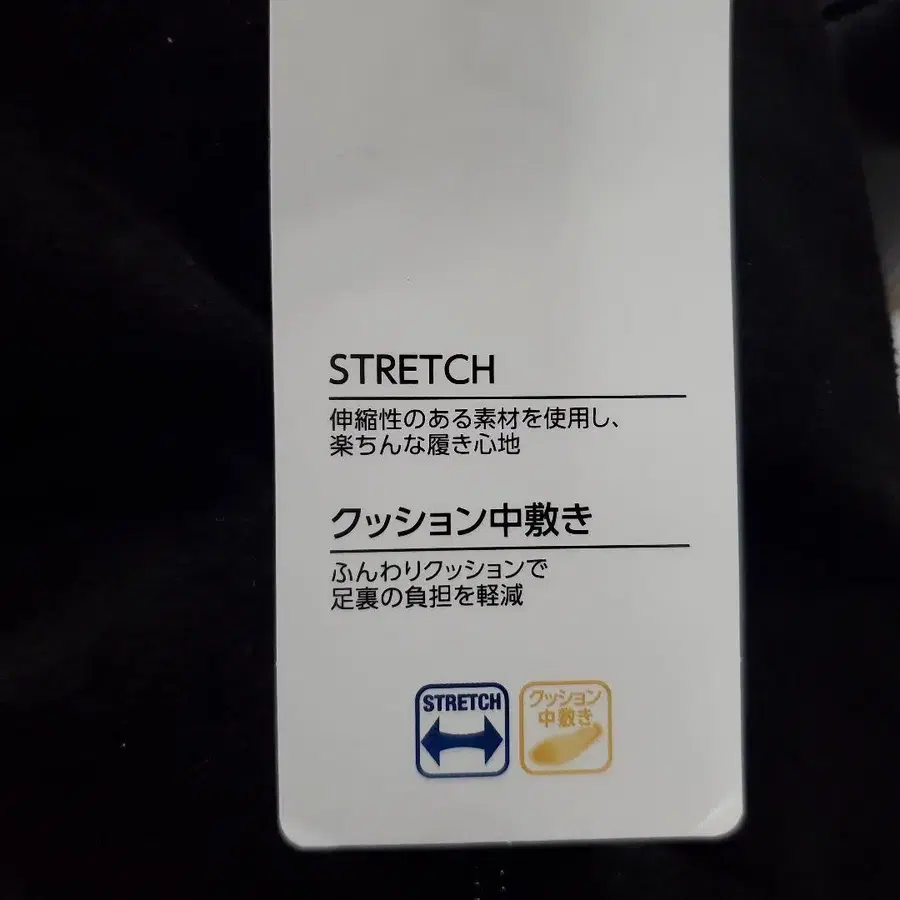 STRETCH
伸縮性のある素材を使用し、
楽ちんな履き心地
クッション中敷き
ふんわりクッションで
足裏の負担を軽減
STRETCH
クッション
中敷き